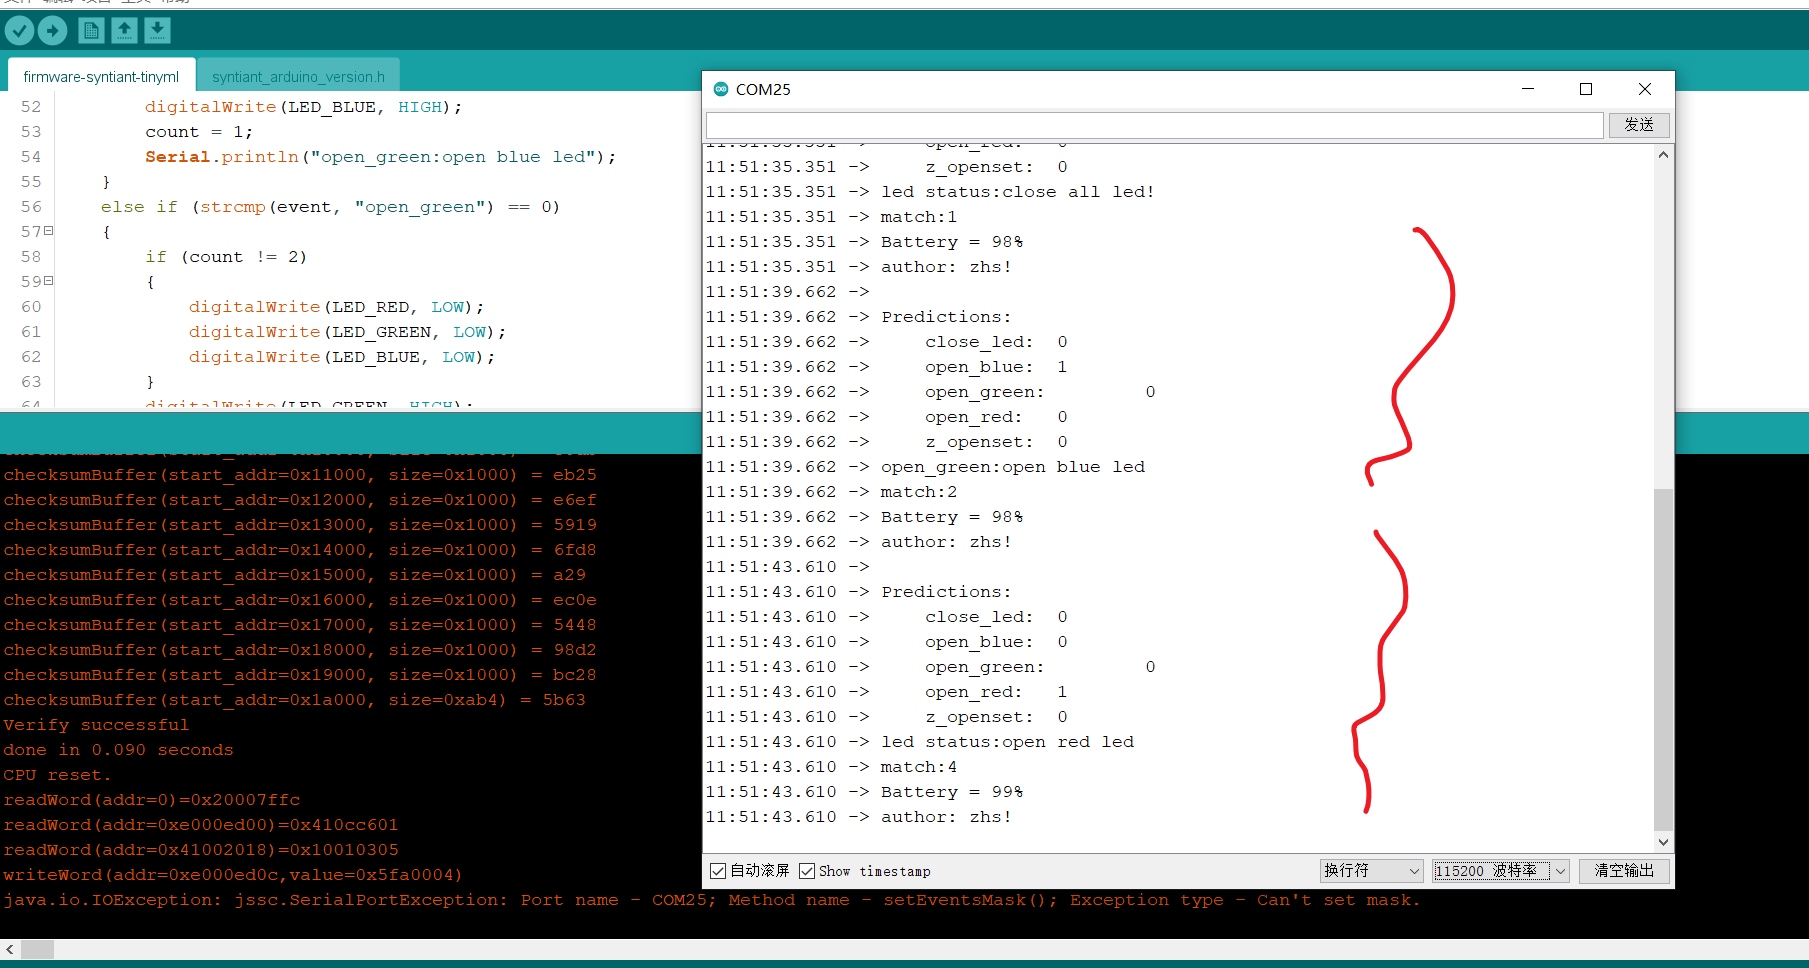 firmware-syntiant-tinyml
syntiant_arduino_version.h
52 digitalWrite(LED_BLUE, HIGH);
53 count = 1;
54 Serial.println("open_green:open blue led");
55 }
56 else if (strcmp(event, "open_green") == 0)
57 {
58 if (count != 2)
59 {
60 digitalWrite(LED_RED, LOW);
61 digitalWrite(LED_GREEN, LOW);
62 digitalWrite(LED_BLUE, LOW);
63 }
64 digitalWrite(LED_GREEN, HIGH);
checksumBuffer(start_addr=0x11000, size=0x1000) = eb25
checksumBuffer(start_addr=0x12000, size=0x1000) = e6ef
checksumBuffer(start_addr=0x13000, size=0x1000) = 5919
checksumBuffer(start_addr=0x14000, size=0x1000) = 6fd8
checksumBuffer(start_addr=0x15000, size=0x1000) = a29
checksumBuffer(start_addr=0x16000, size=0x1000) = ec0e
checksumBuffer(start_addr=0x17000, size=0x1000) = 5448
checksumBuffer(start_addr=0x18000, size=0x1000) = 98d2
checksumBuffer(start_addr=0x19000, size=0x1000) = bc28
checksumBuffer(start_addr=0x1a000, size=0xab4) = 5b63
Verify successful
done in 0.090 seconds
CPU reset.
readWord(addr=0)=0x20007ffc
readWord(addr=0xe000ed00)=0x410cc601
readWord(addr=0x41002018)=0x10010305
writeWord(addr=0xe000ed0c,value=0x5fa0004)
java.io.IOException: jssc.SerialPortException: Port name - COM25; Method name - setEventsMask(); Exception type - Can't set mask.
COM25
发送
11:51:35.351 -> open_red: 0
11:51:35.351 -> z_openset: 0
11:51:35.351 -> led status:close all led!
11:51:35.351 -> match:1
11:51:35.351 -> Battery = 98%
11:51:35.351 -> author: zhs!
11:51:39.662 ->
11:51:39.662 -> Predictions:
11:51:39.662 -> close_led: 0
11:51:39.662 -> open_blue: 1
11:51:39.662 -> open_green: 0
11:51:39.662 -> open_red: 0
11:51:39.662 -> z_openset: 0
11:51:39.662 -> open_green:open blue led
11:51:39.662 -> match:2
11:51:39.662 -> Battery = 98%
11:51:39.662 -> author: zhs!
11:51:43.610 ->
11:51:43.610 -> Predictions:
11:51:43.610 -> close_led: 0
11:51:43.610 -> open_blue: 0
11:51:43.610 -> open_green: 0
11:51:43.610 -> open_red: 1
11:51:43.610 -> z_openset: 0
11:51:43.610 -> led status:open red led
11:51:43.610 -> match:4
11:51:43.610 -> Battery = 99%
11:51:43.610 -> author: zhs!
自动滚屏 Show timestamp
换行符
115200 波特率
清空输出